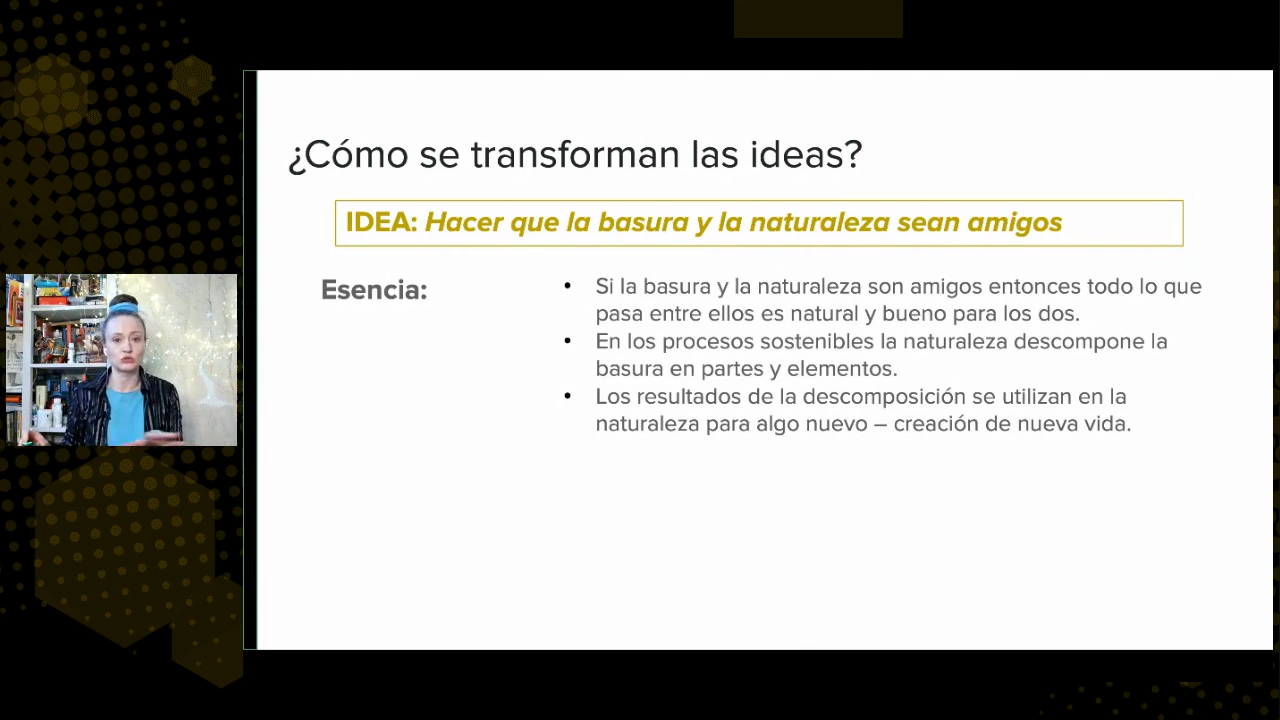 ¿Cómo se transforman las ideas?
IDEA: Hacer que la basura y la naturaleza sean amigos
Esencia:
• Si la basura y la naturaleza son amigos entonces todo lo que
pasa entre ellos es natural y bueno para los dos.
• En los procesos sostenibles la naturaleza descompone la
basura en partes y elementos.
• Los resultados de la descomposición se utilizan en la
naturaleza para algo nuevo – creación de nueva vida.